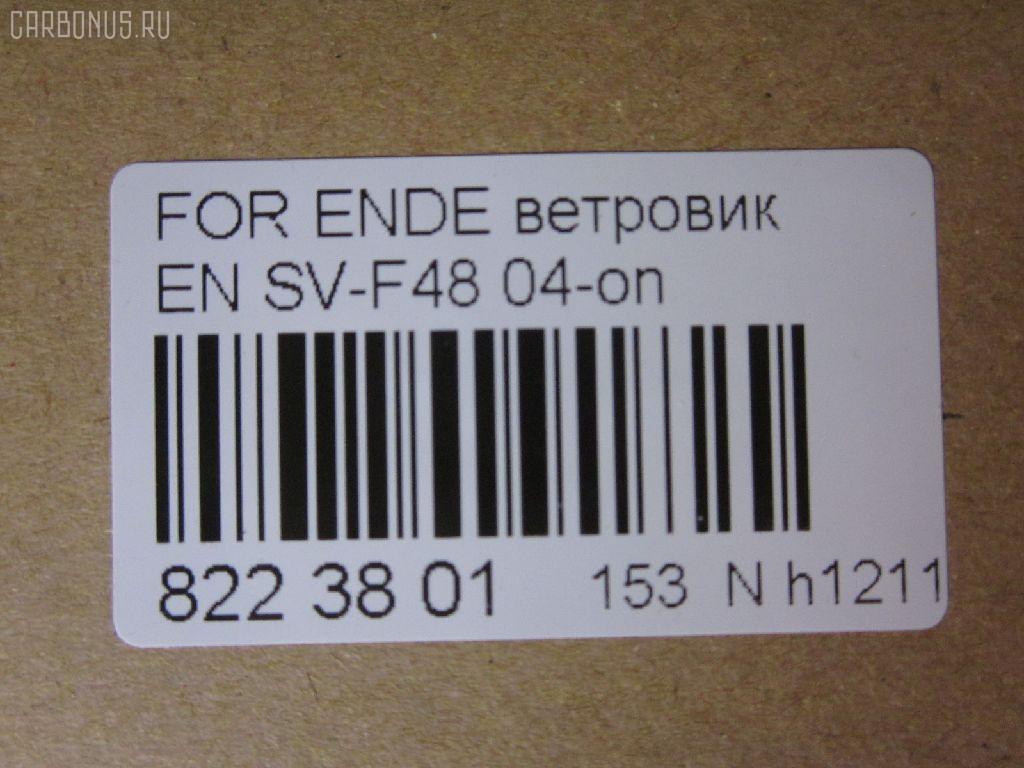 CARBONUS.RU
FOR ENDE ветровик
EN SV-F48 04-on
822 38 01 153 N h1211